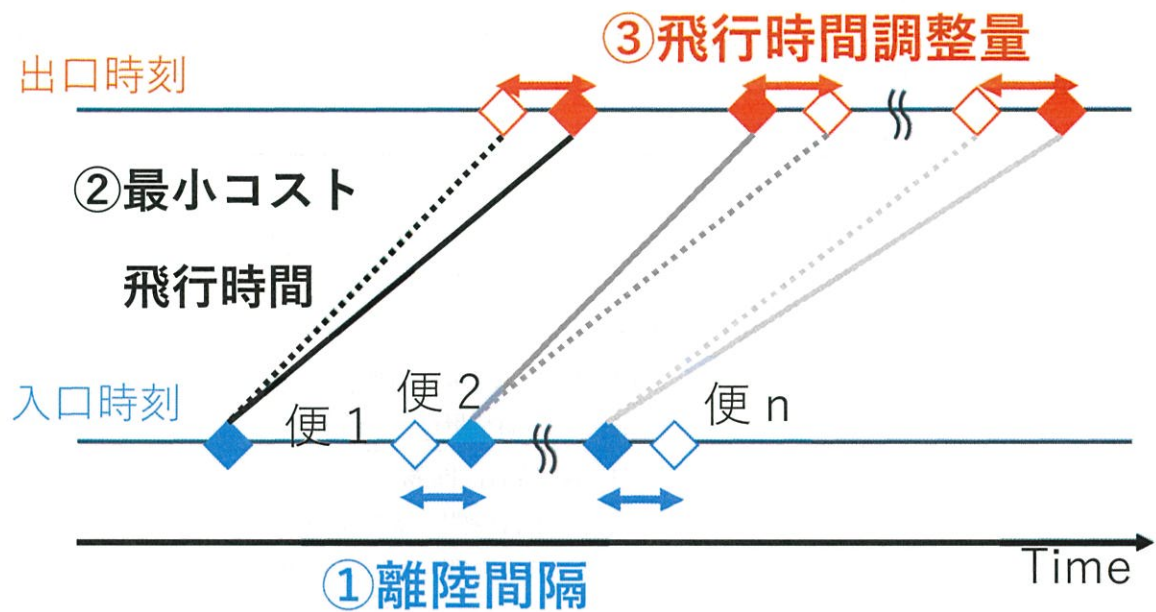 ③飛行時間調整量
出口時刻
②最小コスト
飛行時間
入口時刻
便1
便2
便n
Time
①離陸間隔